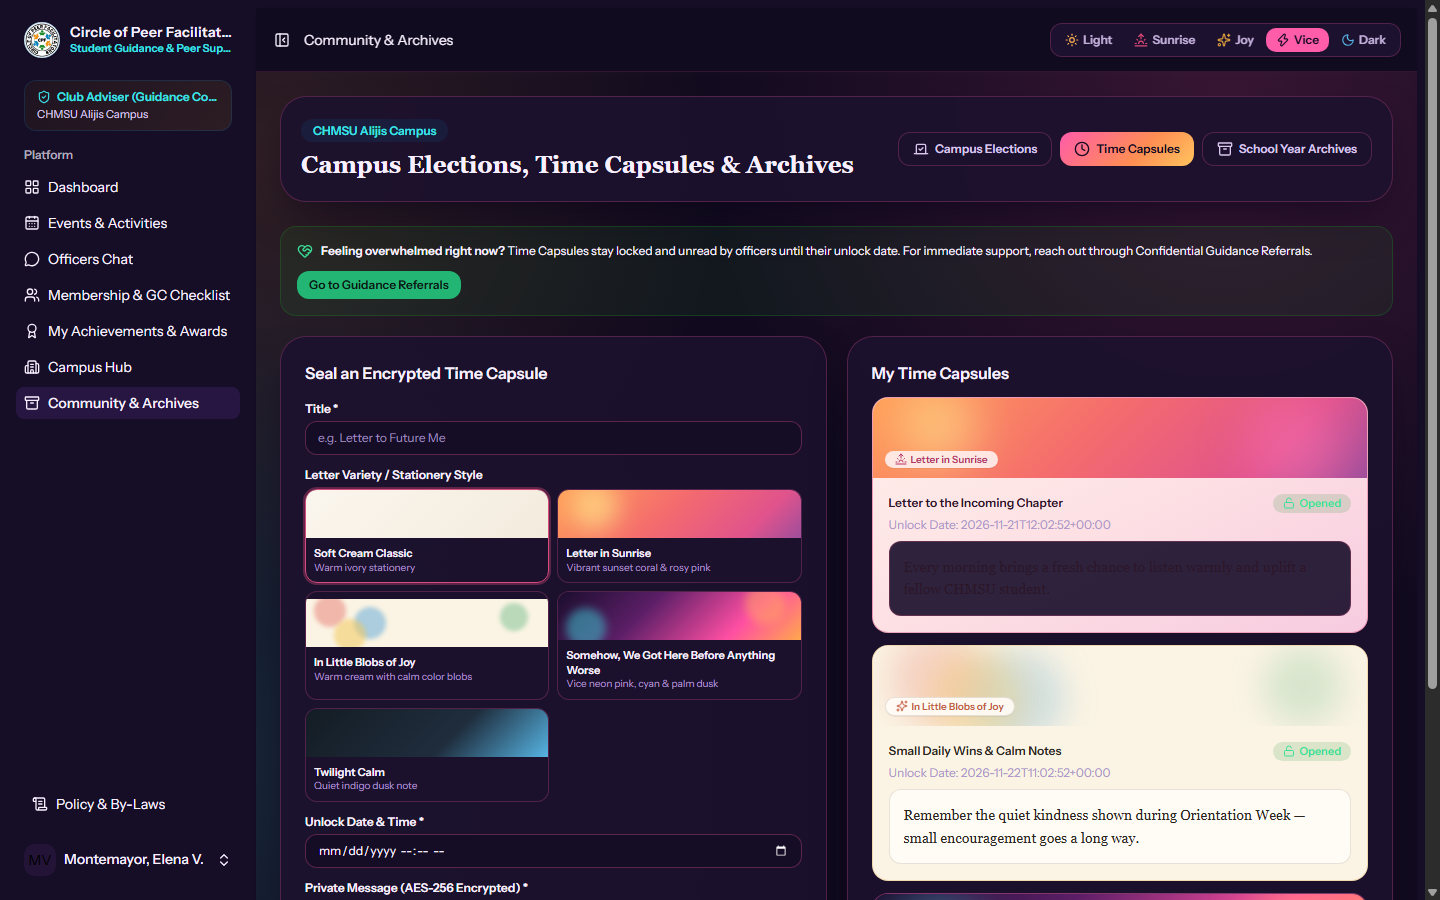 Circle of Peer Facilitat...
Student Guidance & Peer Sup...
Club Adviser (Guidance Co...
CHMSU Alijis Campus
Platform
Dashboard
Events & Activities
Officers Chat
Membership & GC Checklist
My Achievements & Awards
Campus Hub
Community & Archives
Policy & By-Laws
MV
Montemayor, Elena V.
Community & Archives
Light
Sunrise
Joy
Vice
Dark
CHMSU Alijis Campus
Campus Elections, Time Capsules & Archives
Campus Elections
Time Capsules
School Year Archives
Feeling overwhelmed right now? Time Capsules stay locked and unread by officers until their unlock date. For immediate support, reach out through Confidential Guidance Referrals.
Go to Guidance Referrals
Seal an Encrypted Time Capsule
Title *
e.g. Letter to Future Me
Letter Variety / Stationery Style
Soft Cream Classic
Warm ivory stationery
Letter in Sunrise
Vibrant sunset coral & rosy pink
In Little Blobs of Joy
Warm cream with calm color blobs
Somehow, We Got Here Before Anything
Worse
Vice neon pink, cyan & palm dusk
Twilight Calm
Quiet indigo dusk note
Unlock Date & Time *
mm/dd/yyyy --:-- --
Private Message (AES-256 Encrypted) *
My Time Capsules
Letter in Sunrise
Letter to the Incoming Chapter
Opened
Unlock Date: 2026-11-21T12:02:52+00:00
Every morning brings a fresh chance to listen warmly and uplift a
fellow CHMSU student.
In Little Blobs of Joy
Small Daily Wins & Calm Notes
Opened
Unlock Date: 2026-11-22T11:02:52+00:00
Remember the quiet kindness shown during Orientation Week —
small encouragement goes a long way.